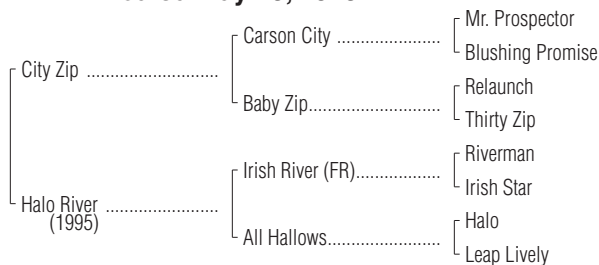 Mr. Prospector
Carson City
Blushing Promise
City Zip
Relaunch
Baby Zip
Thirty Zip
Riverman
Irish River (FR)
Irish Star
Halo River
(1995)
Halo
All Hallows
Leap Lively